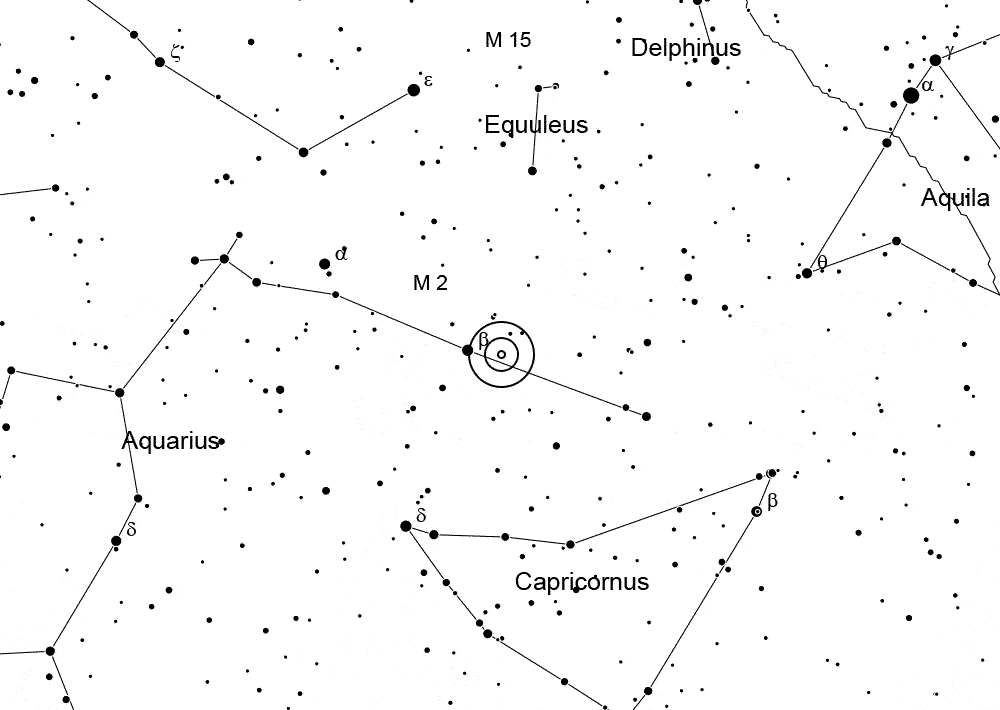 M 15
Delphinus
γ
ζ
ε
α
Equuleus
Aquila
α
θ
M 2
β
Aquarius
β
δ
δ
Capricornus